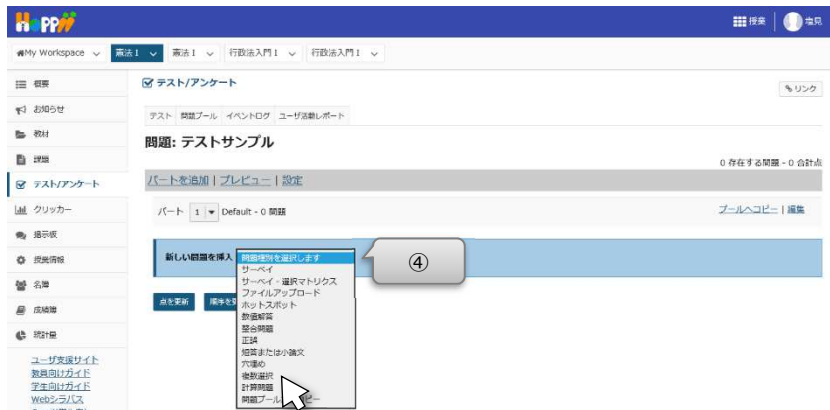 HoPPii
授業 塩見
My Workspace 憲法Ⅰ 憲法Ⅰ 行政法入門Ⅰ 行政法入門Ⅰ
概要
お知らせ
教材
課題
テスト/アンケート
クリッカー
掲示板
授業情報
名簿
成績簿
統計量
ユーザ支援サイト
教員向けガイド
学生向けガイド
Webシラバス
テスト/アンケート
リンク
テスト 問題プール イベントログ ユーザ活動レポート
問題: テストサンプル
0 存在する問題 - 0 合計点
パートを追加 | プレビュー | 設定
パート 1 Default - 0 問題
プールへコピー | 編集
新しい問題を挿入 問題種別を選択します
④
サーベイ
サーベイ - 選択マトリクス
ファイルアップロード
ホットスポット
数値解答
整合問題
正誤
短答または小論文
穴埋め
複数選択
計算問題
問題プール コピー
点を更新 順序を